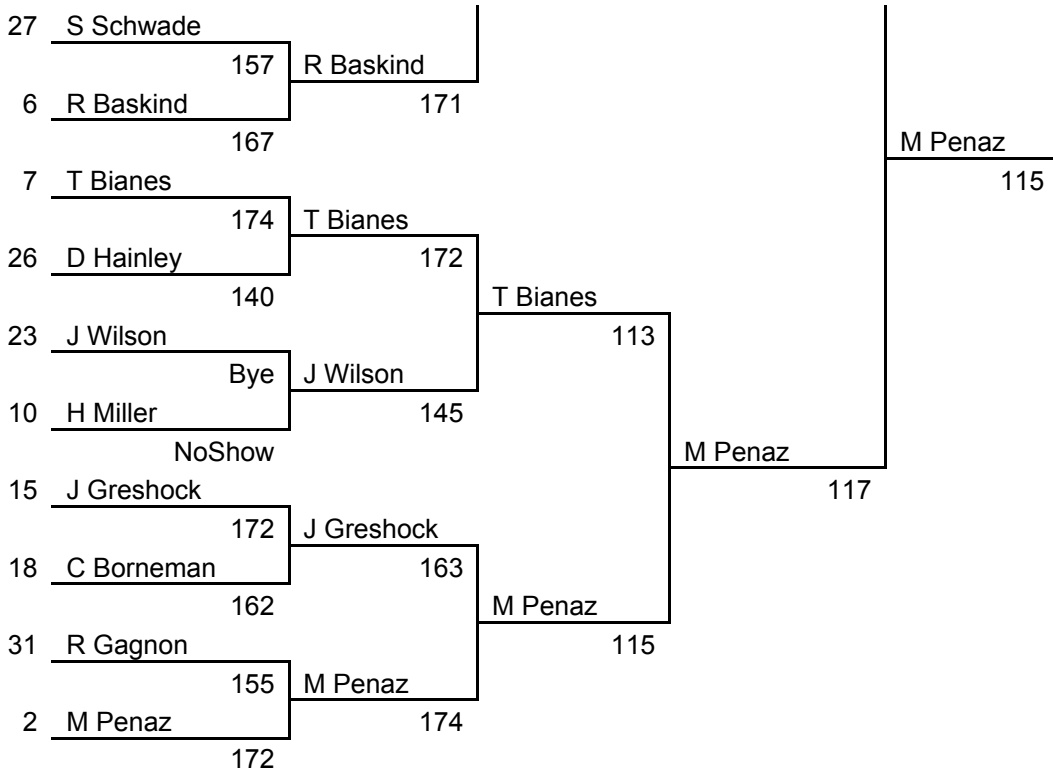 27 S Schwade
157 R Baskind
6 R Baskind 171
167 M Penaz
7 T Bianes 115
174 T Bianes
26 D Hainley 172
140 T Bianes
23 J Wilson 113
Bye J Wilson
10 H Miller 145
NoShow M Penaz
15 J Greshock 117
172 J Greshock
18 C Borneman 163
162 M Penaz
31 R Gagnon 115
155 M Penaz
2 M Penaz 174
172